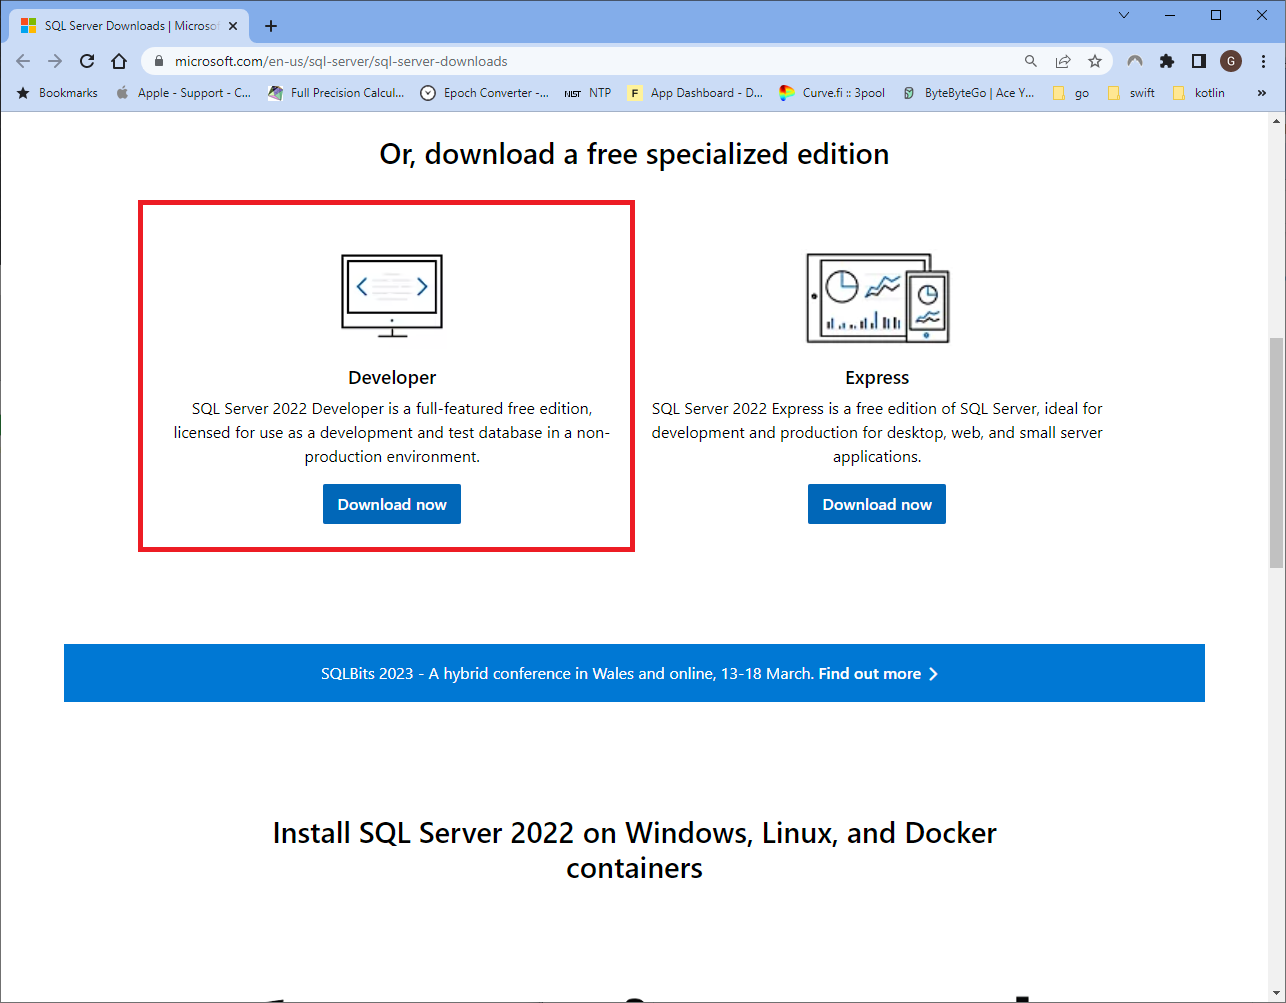 SQL Server Downloads | Microsof
microsoft.com/en-us/sql-server/sql-server-downloads
G
Bookmarks Apple - Support - C... Full Precision Calcul... Epoch Converter -... NIST NTP F App Dashboard - D... Curve.fi :: 3pool ByteByteGo | Ace Y... go swift kotlin »
Or, download a free specialized edition
Developer
SQL Server 2022 Developer is a full-featured free edition,
licensed for use as a development and test database in a non-
production environment.
Download now
Express
SQL Server 2022 Express is a free edition of SQL Server, ideal for
development and production for desktop, web, and small server
applications.
Download now
SQLBits 2023 - A hybrid conference in Wales and online, 13-18 March. Find out more
Install SQL Server 2022 on Windows, Linux, and Docker
containers